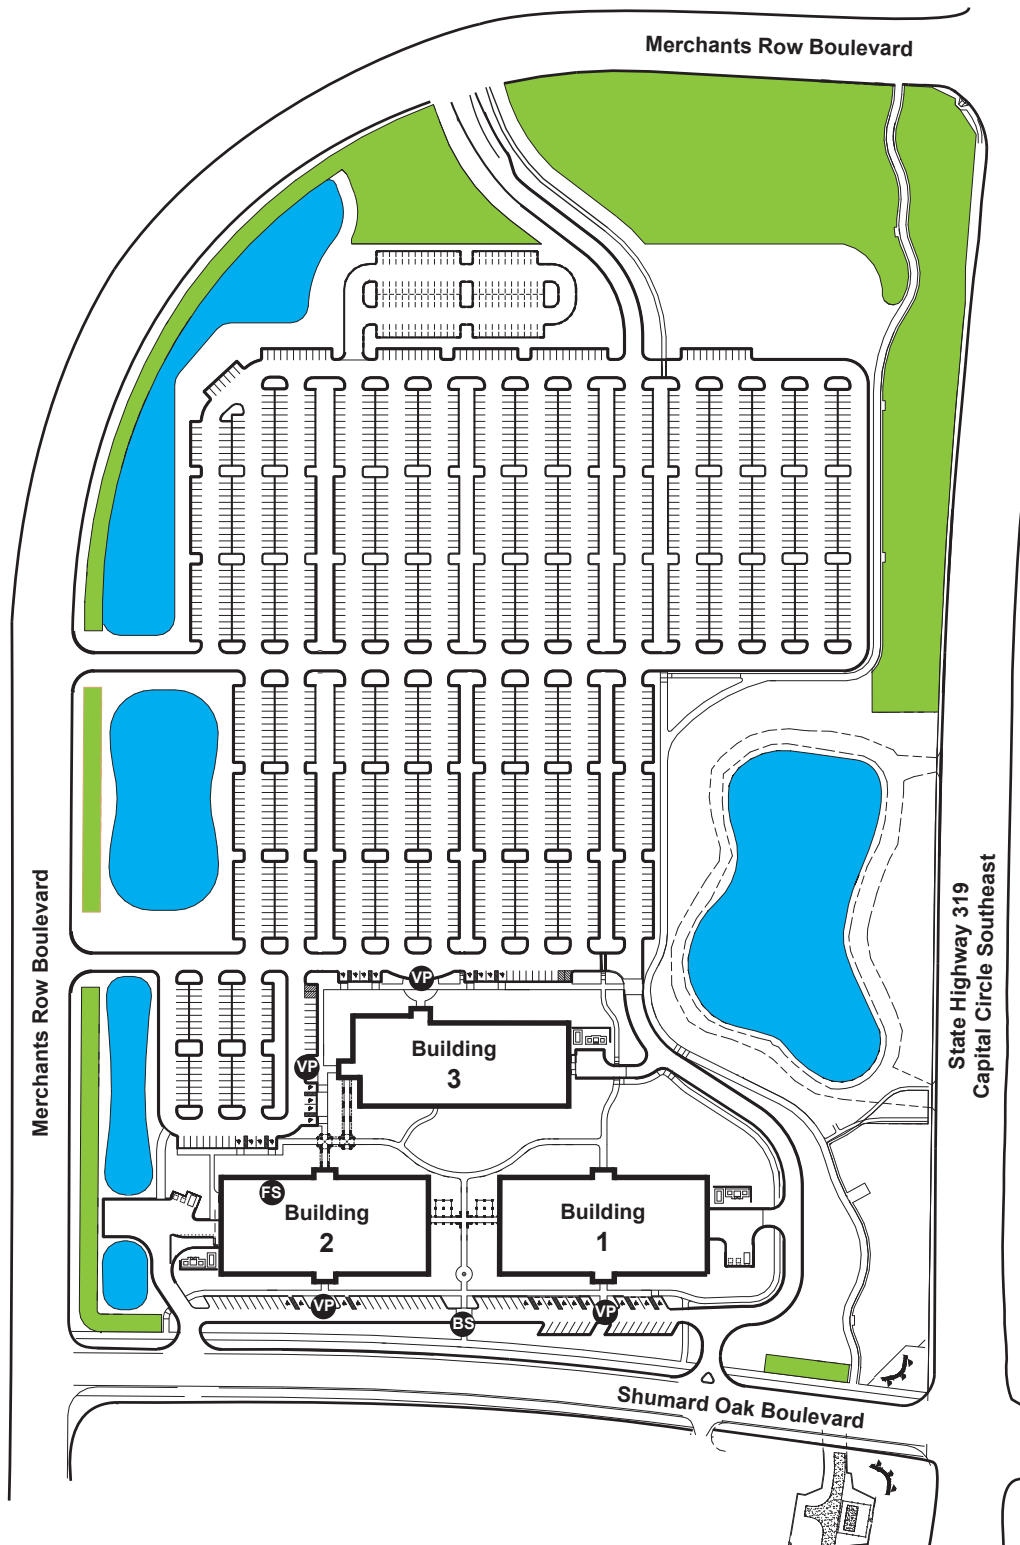 Merchants Row Boulevard
Merchants Row Boulevard
State Highway 319
Capital Circle Southeast
VP
VP
Building
3
FS
Building
2
Building
1
VP
BS
VP
Shumard Oak Boulevard